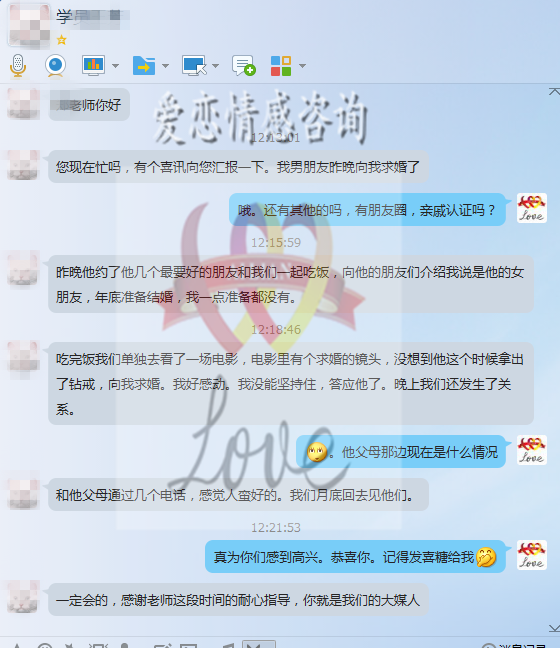 学
老师你好
爱恋情感咨询
12:13:01
您现在忙吗，有个喜讯向您汇报一下。我男朋友昨晚向我求婚了
哦。还有其他的吗，有朋友圈，亲戚认证吗？
Love
12:15:59
昨晚他约了他几个最要好的朋友和我们一起吃饭，向他的朋友们介绍我说是他的女
朋友，年底准备结婚，我一点准备都没有。
12:18:46
吃完饭我们单独去看了一场电影，电影里有个求婚的镜头，没想到他这个时候拿出
了钻戒，向我求婚。我好感动。我没能坚持住，答应他了。晚上我们还发生了关
系。
。他父母那边现在是什么情况
Love
Love
和他父母通过几个电话，感觉人蛮好的。我们月底回去见他们。
12:21:53
真为你们感到高兴。恭喜你。记得发喜糖给我
Love
一定会的，感谢老师这段时间的耐心指导，你就是我们的大媒人
消息记录